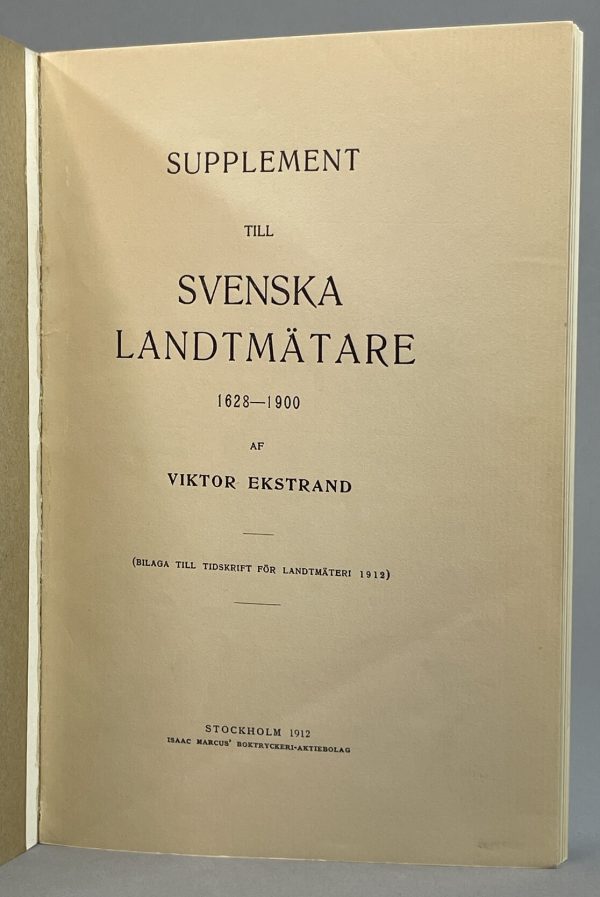 SUPPLEMENT
TILL
SVENSKA
LANDTMÄTARE
1628—1900
AF
VIKTOR EKSTRAND
(BILAGA TILL TIDSKRIFT FÖR LANDTMÄTERI 1912)
STOCKHOLM 1912
ISAAC MARCUS' BOKTRYCKERI-AKTIEBOLAG